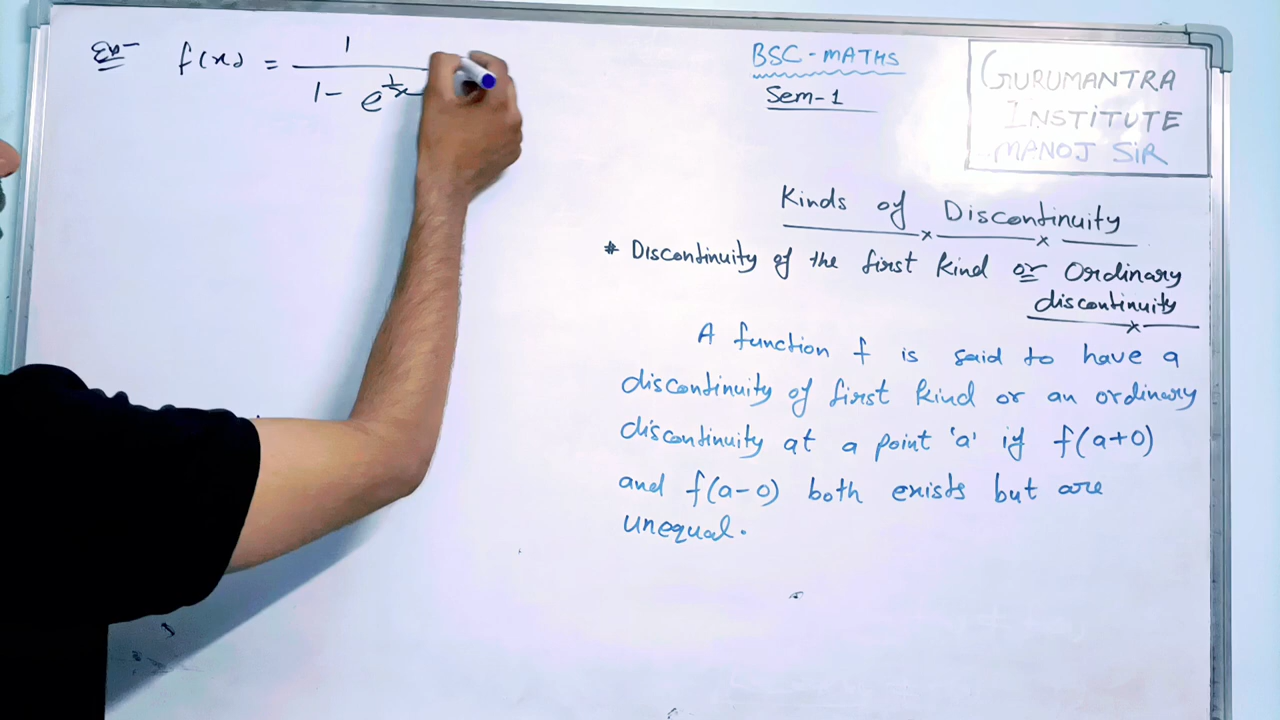 Ex- f(x) = 1 / 1 - e^{1/x}
BSC-MATHS
Sem-1
GURUMANTRA
INSTITUTE
MANOJ SIR
Kinds of Discontinuity
* Discontinuity of the first kind or Ordinary
discontinuity
A function f is said to have a
discontinuity of first kind or an ordinary
discontinuity at a point 'a' if f(a+0)
and f(a-0) both exists but are
unequal.